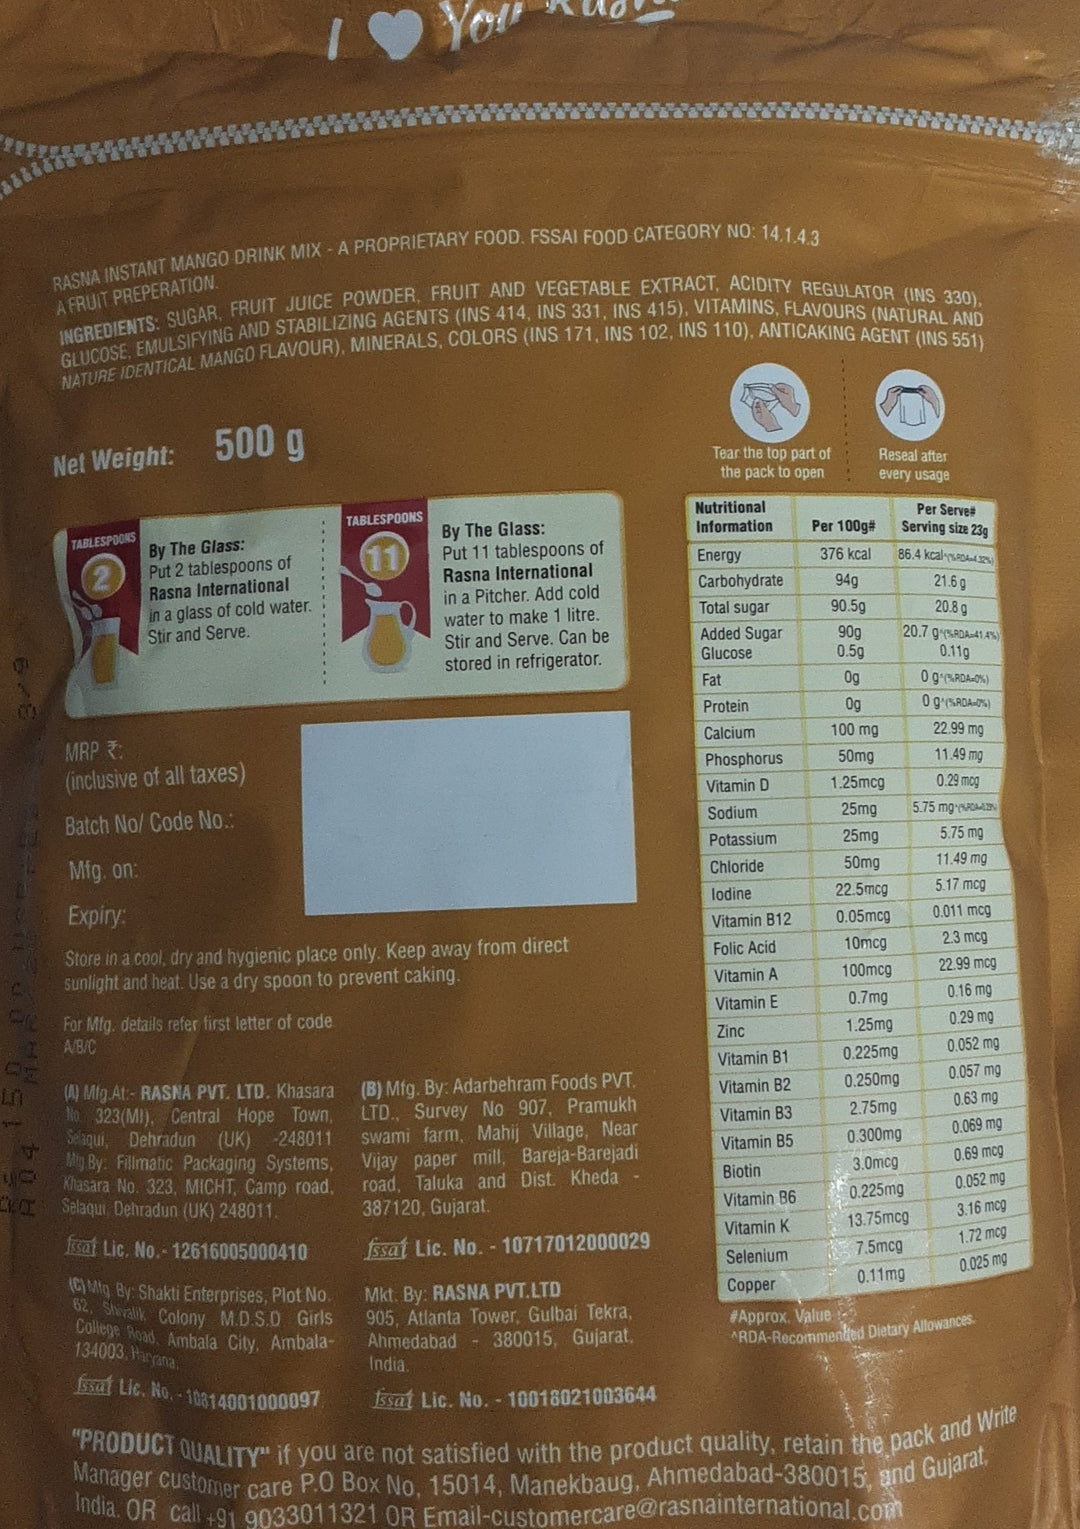 I ♥ You Rasna
RASNA INSTANT MANGO DRINK MIX - A PROPRIETARY FOOD. FSSAI FOOD CATEGORY NO: 14.1.4.3
A FRUIT PREPERATION.
INGREDIENTS: SUGAR, FRUIT JUICE POWDER, FRUIT AND VEGETABLE EXTRACT, ACIDITY REGULATOR (INS 330),
GLUCOSE, EMULSIFYING AND STABILIZING AGENTS (INS 414, INS 331, INS 415), VITAMINS, FLAVOURS (NATURAL AND
NATURE IDENTICAL MANGO FLAVOUR), MINERALS, COLORS (INS 171, INS 102, INS 110), ANTICAKING AGENT (INS 551)
Net Weight: 500 g
Tear the top part of
the pack to open
Reseal after
every usage
TABLESPOONS
2
By The Glass:
Put 2 tablespoons of
Rasna International
in a glass of cold water.
Stir and Serve.
TABLESPOONS
11
By The Glass:
Put 11 tablespoons of
Rasna International
in a Pitcher. Add cold
water to make 1 litre.
Stir and Serve. Can be
stored in refrigerator.
MRP ₹:
(inclusive of all taxes)
Batch No/ Code No.:
Mfg. on:
Expiry:
Store in a cool, dry and hygienic place only. Keep away from direct
sunlight and heat. Use a dry spoon to prevent caking.
For Mfg. details refer first letter of code
A/B/C
(A) Mfg.At:- RASNA PVT. LTD. Khasara
No. 323(MI), Central Hope Town,
Selaqui, Dehradun (UK) -248011
Mfg.By: Fillmatic Packaging Systems,
Khasara No. 323, MICHT, Camp road,
Selaqui, Dehradun (UK) 248011.
fssai Lic. No.- 12616005000410
(B) Mfg. By: Adarbehram Foods PVT.
LTD., Survey No 907, Pramukh
swami farm, Mahij Village, Near
Vijay paper mill, Bareja-Barejadi
road, Taluka and Dist. Kheda -
387120, Gujarat.
fssai Lic. No. - 10717012000029
(C) Mfg. By: Shakti Enterprises, Plot No.
62, Shivalik Colony M.D.S.D Girls
College Road, Ambala City, Ambala-
134003, Haryana.
fssai Lic. No. - 10814001000097
Mkt. By: RASNA PVT.LTD
905, Atlanta Tower, Gulbai Tekra,
Ahmedabad - 380015, Gujarat,
India.
fssai Lic. No. - 10018021003644
Nutritional Information Per 100g# Per Serve# Serving size 23g
Energy 376 kcal 86.4 kcal^(%RDA=4.32%)
Carbohydrate 94g 21.6 g
Total sugar 90.5g 20.8 g
Added Sugar 90g 20.7 g^(%RDA=41.4%)
Glucose 0.5g 0.11g
Fat 0g 0 g^(%RDA=0%)
Protein 0g 0 g^(%RDA=0%)
Calcium 100 mg 22.99 mg
Phosphorus 50mg 11.49 mg
Vitamin D 1.25mcg 0.29 mcg
Sodium 25mg 5.75 mg
Potassium 25mg 5.75 mg
Chloride 50mg 11.49 mg
Iodine 22.5mcg 5.17 mcg
Vitamin B12 0.05mcg 0.011 mcg
Folic Acid 10mcg 2.3 mcg
Vitamin A 100mcg 22.99 mcg
Vitamin E 0.7mg 0.16 mg
Zinc 1.25mg 0.29 mg
Vitamin B1 0.225mg 0.052 mg
Vitamin B2 0.250mg 0.057 mg
Vitamin B3 2.75mg 0.63 mg
Vitamin B5 0.300mg 0.069 mg
Biotin 3.0mcg 0.69 mcg
Vitamin B6 0.225mg 0.052 mg
Vitamin K 13.75mcg 3.16 mcg
Selenium 7.5mcg 1.72 mcg
Copper 0.11mg 0.025 mg
#Approx. Value
^RDA-Recommended Dietary Allowances.
"PRODUCT QUALITY" if you are not satisfied with the product quality, retain the pack and Write
Manager customer care P.O Box No, 15014, Manekbaug, Ahmedabad-380015, and Gujarat,
India. OR call +91 9033011321 OR Email-customercare@rasnainternational.com